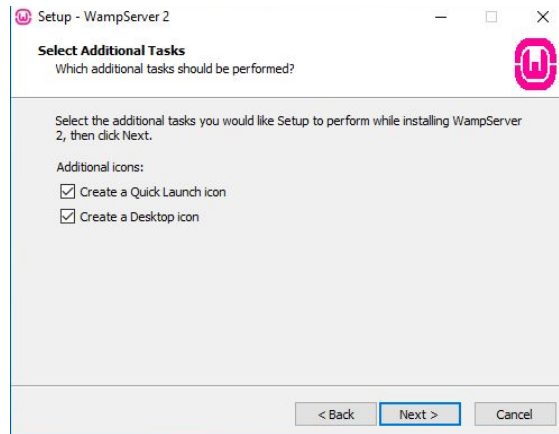 Setup - WampServer 2
Select Additional Tasks
Which additional tasks should be performed?
Select the additional tasks you would like Setup to perform while installing WampServer
2, then click Next.
Additional icons:
Create a Quick Launch icon
Create a Desktop icon
< Back Next > Cancel